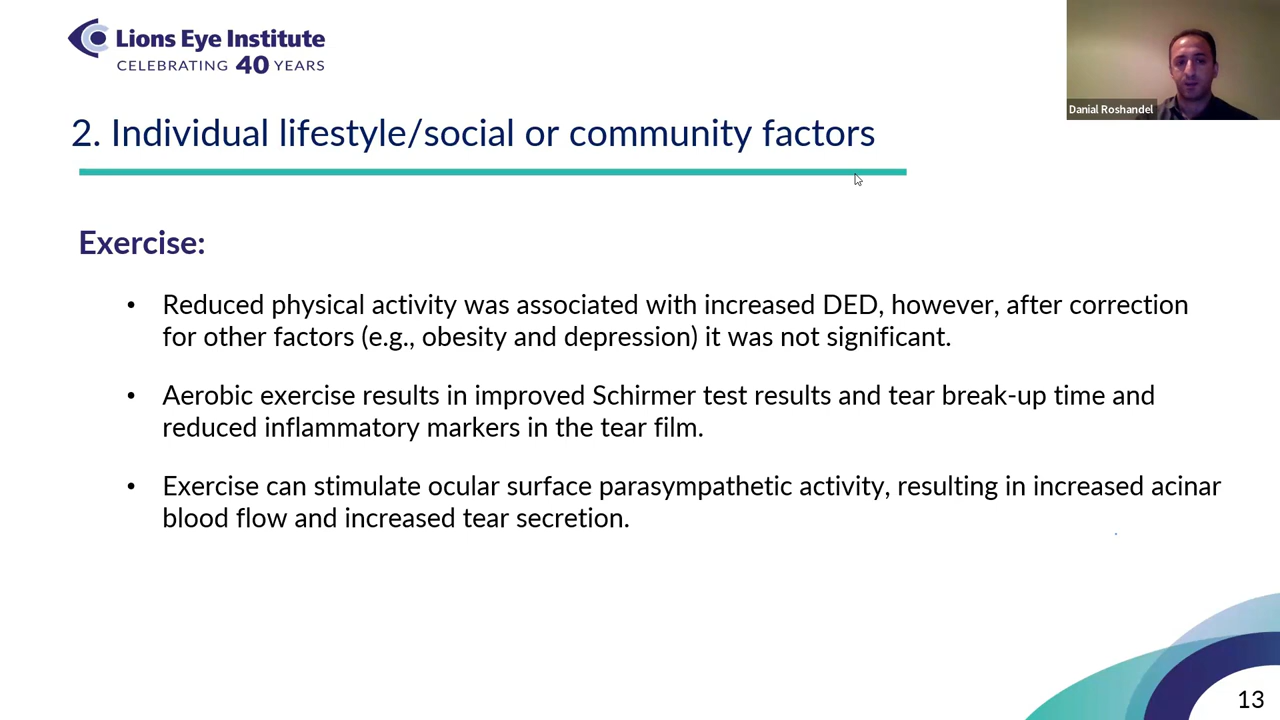 Lions Eye Institute
CELEBRATING 40 YEARS
Danial Roshandel
2. Individual lifestyle/social or community factors
Exercise:
• Reduced physical activity was associated with increased DED, however, after correction
for other factors (e.g., obesity and depression) it was not significant.
• Aerobic exercise results in improved Schirmer test results and tear break-up time and
reduced inflammatory markers in the tear film.
• Exercise can stimulate ocular surface parasympathetic activity, resulting in increased acinar
blood flow and increased tear secretion.
13